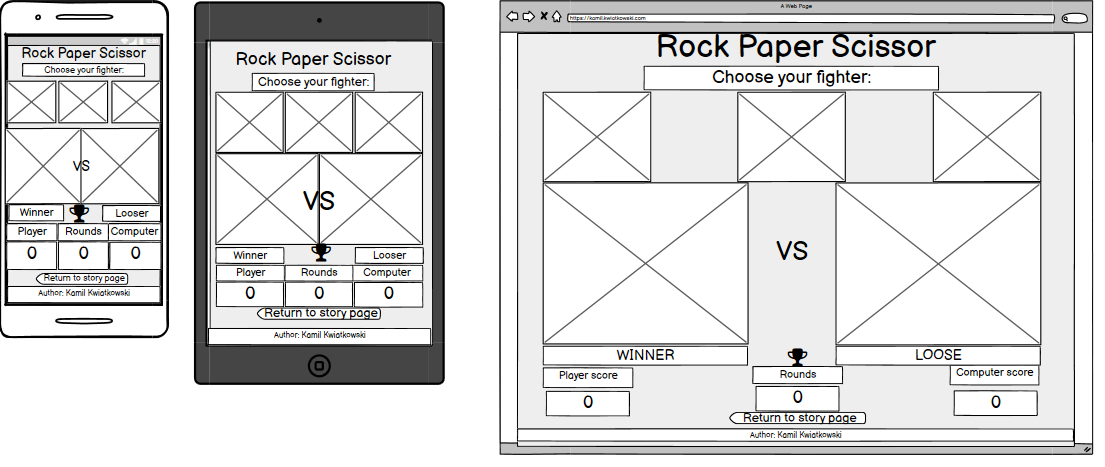 Rock Paper Scissor
Choose your fighter:
VS
Winner
Looser
Player
Rounds
Computer
0
0
0
Return to story page
Author: Kamil Kwiatkowski
Rock Paper Scissor
Choose your fighter:
VS
Winner
Looser
Player
Rounds
Computer
0
0
0
Return to story page
Author: Kamil Kwiatkowski
A Web Page
https://kamil.kwiatkowski.com
Rock Paper Scissor
Choose your fighter:
VS
WINNER
LOOSE
Player score
Rounds
Computer score
0
0
0
Return to story page
Author: Kamil Kwiatkowski